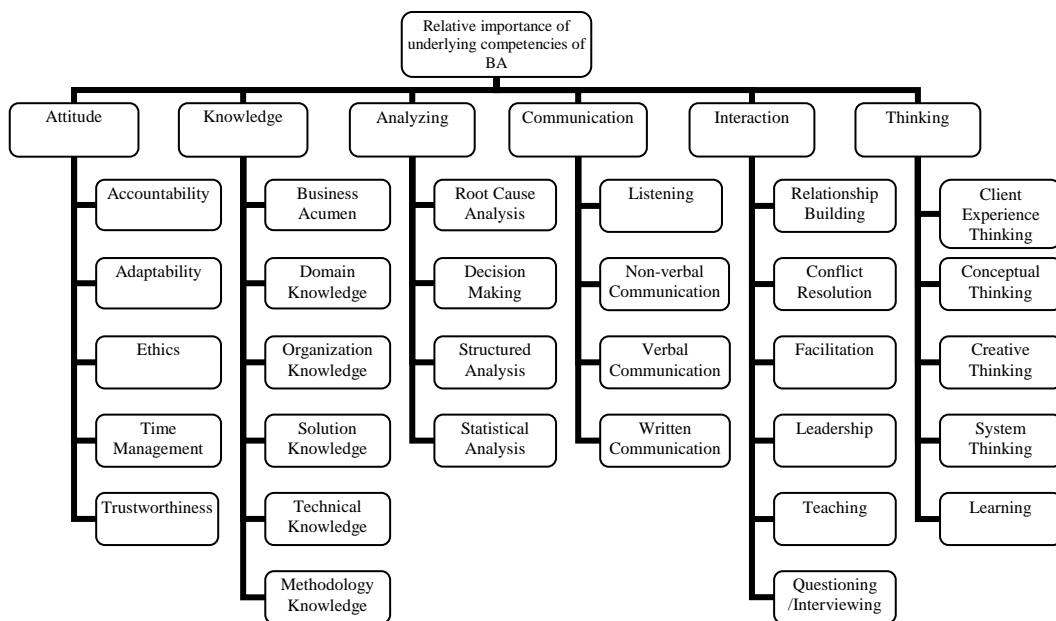 Relative importance of
underlying competencies of
BA
Attitude
Knowledge
Analyzing
Communication
Interaction
Thinking
Accountability
Adaptability
Ethics
Time
Management
Trustworthiness
Business
Acumen
Domain
Knowledge
Organization
Knowledge
Solution
Knowledge
Technical
Knowledge
Methodology
Knowledge
Root Cause
Analysis
Decision
Making
Structured
Analysis
Statistical
Analysis
Listening
Non-verbal
Communication
Verbal
Communication
Written
Communication
Relationship
Building
Conflict
Resolution
Facilitation
Leadership
Teaching
Questioning
/Interviewing
Client
Experience
Thinking
Conceptual
Thinking
Creative
Thinking
System
Thinking
Learning